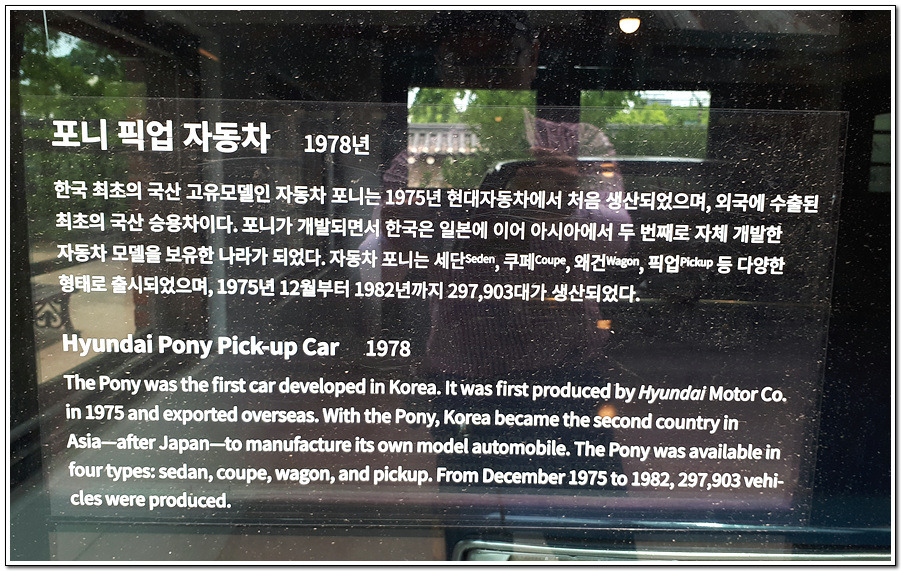 포니 픽업 자동차 1978년
한국 최초의 국산 고유모델인 자동차 포니는 1975년 현대자동차에서 처음 생산되었으며, 외국에 수출된
최초의 국산 승용차이다. 포니가 개발되면서 한국은 일본에 이어 아시아에서 두 번째로 자체 개발한
자동차 모델을 보유한 나라가 되었다. 자동차 포니는 세단Seden, 쿠페Coupe, 왜건Wagon, 픽업Pickup 등 다양한
형태로 출시되었으며, 1975년 12월부터 1982년까지 297,903대가 생산되었다.
Hyundai Pony Pick-up Car 1978
The Pony was the first car developed in Korea. It was first produced by Hyundai Motor Co.
in 1975 and exported overseas. With the Pony, Korea became the second country in
Asia—after Japan—to manufacture its own model automobile. The Pony was available in
four types: sedan, coupe, wagon, and pickup. From December 1975 to 1982, 297,903 vehi-
cles were produced.